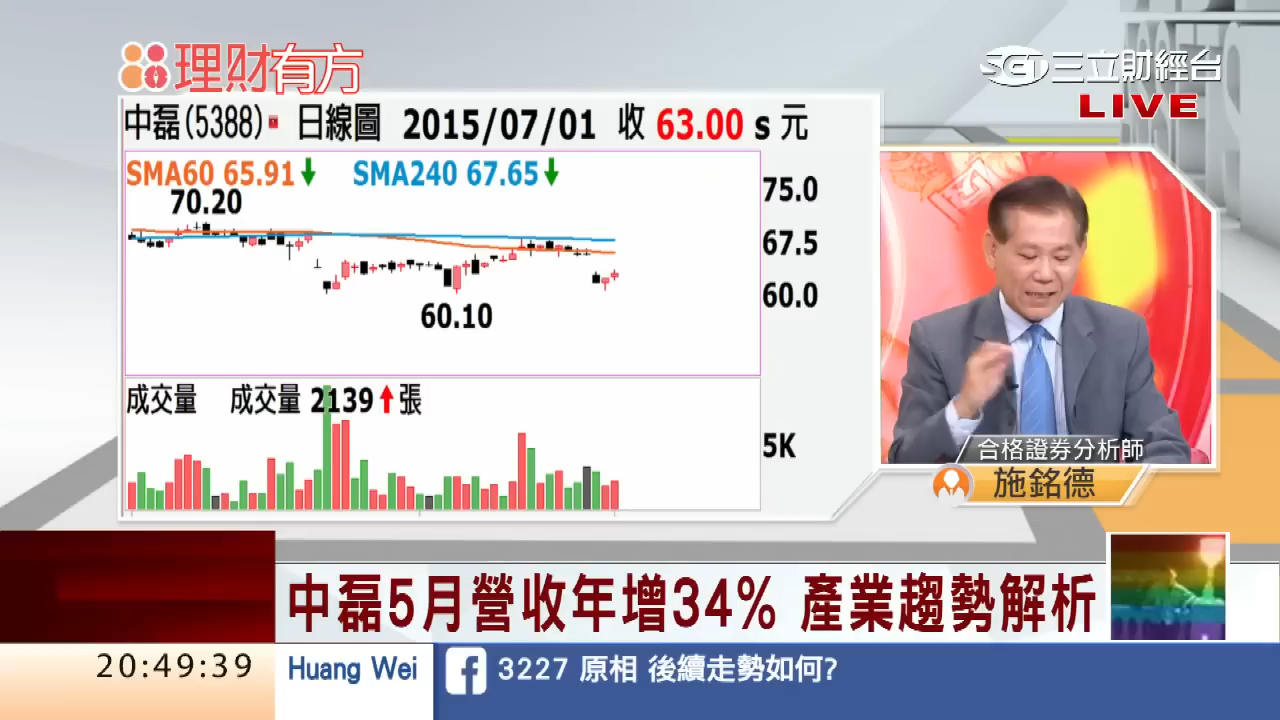 理財有方
SET 三立財經台
LIVE
中磊(5388) 日線圖 2015/07/01 收 63.00 s 元
SMA60 65.91↓ SMA240 67.65↓
70.20
75.0
67.5
60.0
60.10
成交量 成交量 2139↑張
5K
合格證券分析師
施銘德
中磊5月營收年增34% 產業趨勢解析
20:49:39
Huang Wei
f 3227 原相 後續走勢如何?